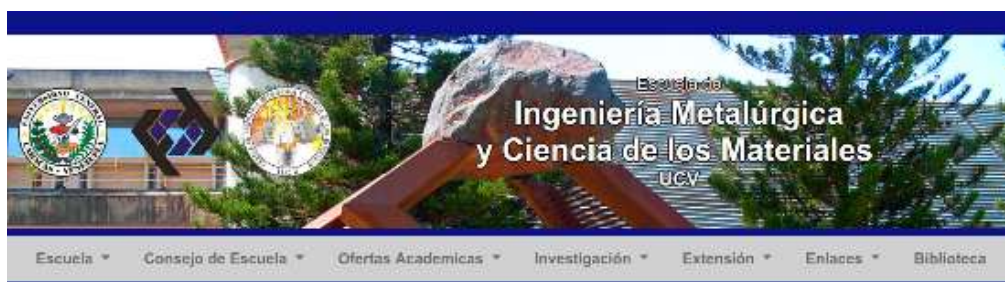 Escuela de
Ingeniería Metalúrgica
y Ciencia de los Materiales
UCV
Escuela Consejo de Escuela Ofertas Academicas Investigación Extensión Enlaces Biblioteca